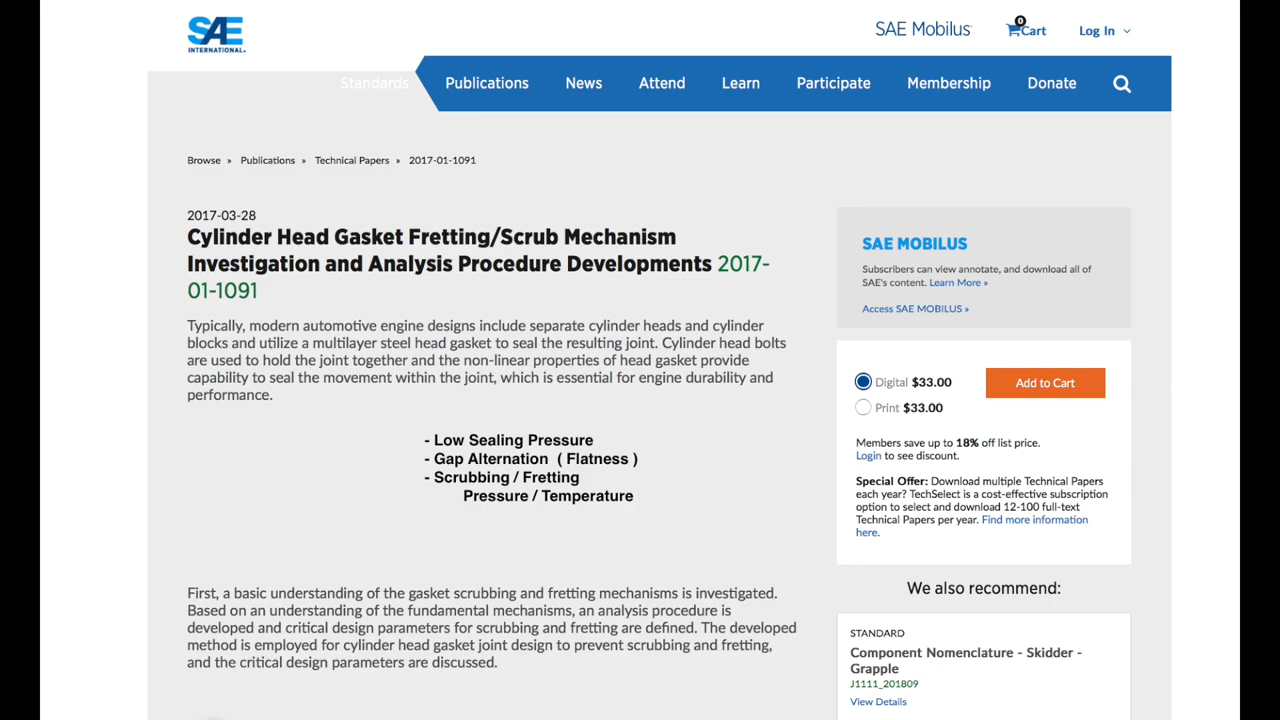 SAE
INTERNATIONAL®
SAE Mobilus
0
Cart
Log In
Standards
Publications
News
Attend
Learn
Participate
Membership
Donate
Browse » Publications » Technical Papers » 2017-01-1091
2017-03-28
Cylinder Head Gasket Fretting/Scrub Mechanism
Investigation and Analysis Procedure Developments 2017-
01-1091
Typically, modern automotive engine designs include separate cylinder heads and cylinder
blocks and utilize a multilayer steel head gasket to seal the resulting joint. Cylinder head bolts
are used to hold the joint together and the non-linear properties of head gasket provide
capability to seal the movement within the joint, which is essential for engine durability and
performance.
- Low Sealing Pressure
- Gap Alternation ( Flatness )
- Scrubbing / Fretting
Pressure / Temperature
First, a basic understanding of the gasket scrubbing and fretting mechanisms is investigated.
Based on an understanding of the fundamental mechanisms, an analysis procedure is
developed and critical design parameters for scrubbing and fretting are defined. The developed
method is employed for cylinder head gasket joint design to prevent scrubbing and fretting,
and the critical design parameters are discussed.
SAE MOBILUS
Subscribers can view annotate, and download all of
SAE's content. Learn More »
Access SAE MOBILUS »
Digital $33.00
Print $33.00
Add to Cart
Members save up to 18% off list price.
Login to see discount.
Special Offer: Download multiple Technical Papers
each year? TechSelect is a cost-effective subscription
option to select and download 12-100 full-text
Technical Papers per year. Find more information
here.
We also recommend:
STANDARD
Component Nomenclature - Skidder -
Grapple
J1111_201809
View Details